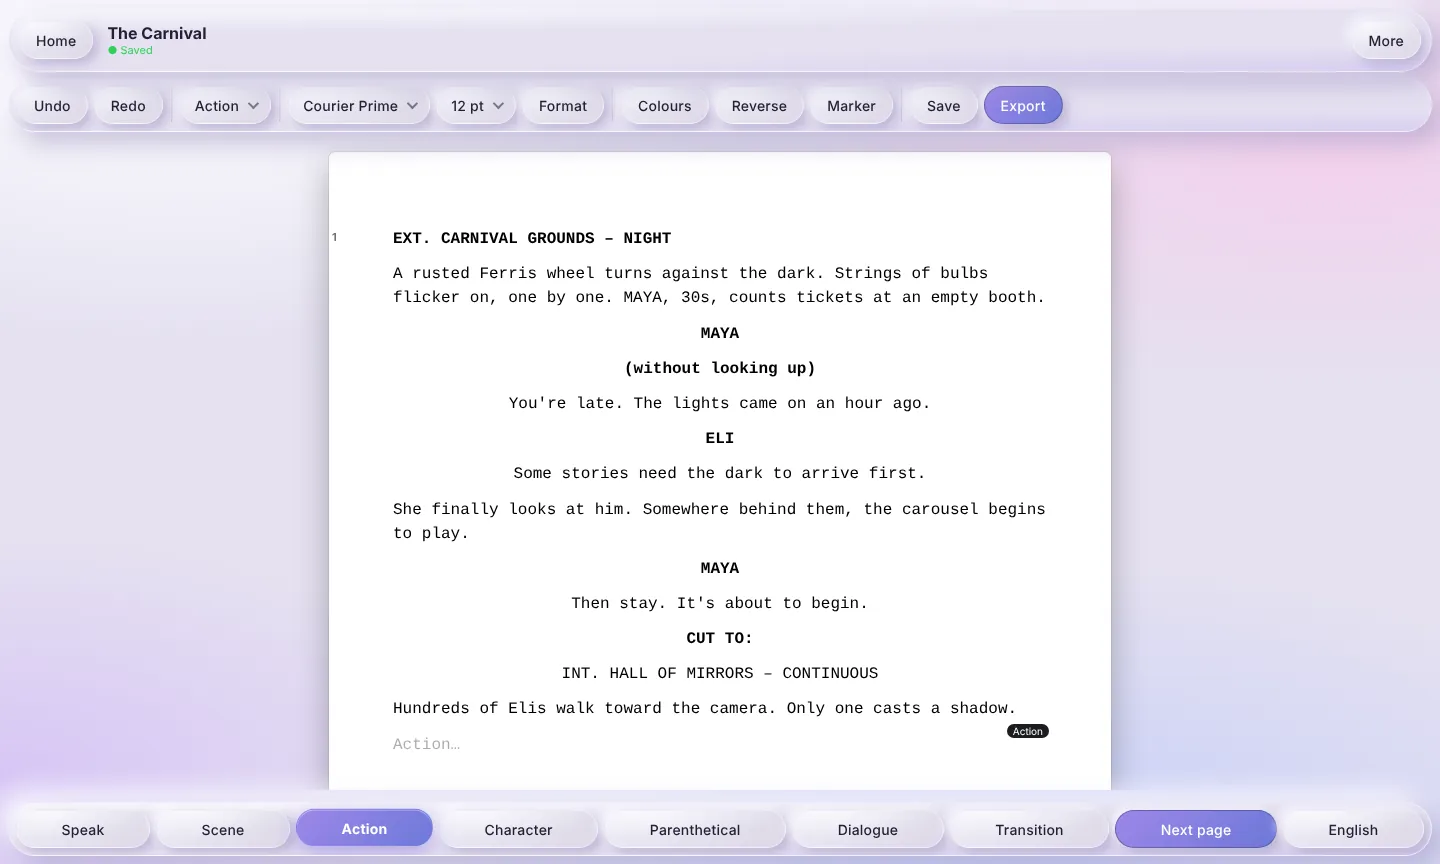 Home
The Carnival
Saved
More
Undo
Redo
Action
Courier Prime
12 pt
Format
Colours
Reverse
Marker
Save
Export
1
EXT. CARNIVAL GROUNDS – NIGHT
A rusted Ferris wheel turns against the dark. Strings of bulbs
flicker on, one by one. MAYA, 30s, counts tickets at an empty booth.
MAYA
(without looking up)
You're late. The lights came on an hour ago.
ELI
Some stories need the dark to arrive first.
She finally looks at him. Somewhere behind them, the carousel begins
to play.
MAYA
Then stay. It's about to begin.
CUT TO:
INT. HALL OF MIRRORS – CONTINUOUS
Hundreds of Elis walk toward the camera. Only one casts a shadow.
Action
Action…
Speak
Scene
Action
Character
Parenthetical
Dialogue
Transition
Next page
English